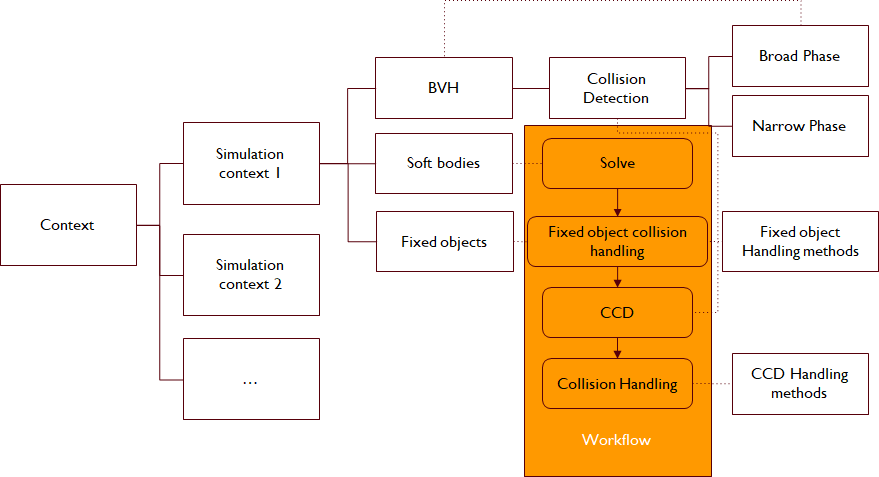 Context
Simulation
context 1
Simulation
context 2
...
BVH
Soft bodies
Fixed objects
Collision
Detection
Broad Phase
Narrow Phase
Solve
Fixed object collision
handling
CCD
Collision Handling
Workflow
Fixed object
Handling methods
CCD Handling
methods